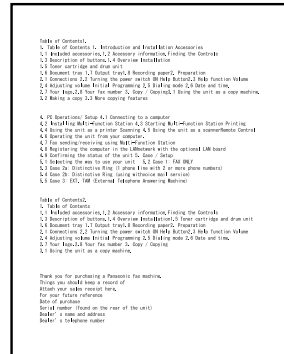 Table of Contents1.
1. Table of Contents 1. Introduction and Installation Accessories
1.1 Included accessories.1.2 Accessory information.Finding the Controls
1.3 Description of buttons.1.4 Overview Installation
1.5 Toner cartridge and drum unit
1.6 Document tray 1.7 Output tray1.8 Recording paper2. Preparation
2.1 Connections 2.2 Turning the power switch ON Help Button2.3 Help function Volume
2.4 Adjusting volume Initial Programming 2.5 Dialing mode 2.6 Date and time.
2.7 Your logo.2.8 Your fax number 3. Copy / Copying3.1 Using the unit as a copy machine.
3.2 Making a copy 3.3 More copying features
4. PC Operations/ Setup 4.1 Connecting to a computer
4.2 Installing Multi-Function Station 4.3 Starting Multi-Function Station Printing
4.4 Using the unit as a printer Scanning 4.5 Using the unit as a scannerRemote Control
4.6 Operating the unit from your computer.
4.7 Fax sending/receiving using Multi-Function Station
4.8 Registering the computer in the LANNetwork with the optional LAN board
4.9 Confirming the status of the unit 5. Case / Setup
5.1 Selecting the way to use your unit 5.2 Case 1: FAX ONLY
5.3 Case 2a: Distinctive Ring (1 phone line with 2 or more phone numbers)
5.4 Case 2b: Distinctive Ring (using withvoice mail service)
5.5 Case 3: EXT. TAM (External Telephone Answering Machine)
Table of Contents2.
1. Table of Contents
1.1 Included accessories.1.2 Accessory information.Finding the Controls
1.3 Description of buttons.1.4 Overview Installation1.5 Toner cartridge and drum unit
1.6 Document tray 1.7 Output tray1.8 Recording paper2. Preparation
2.1 Connections 2.2 Turning the power switch ON Help Button2.3 Help function Volume
2.4 Adjusting volume Initial Programming 2.5 Dialing mode 2.6 Date and time.
2.7 Your logo.2.8 Your fax number 3. Copy / Copying
3.1 Using the unit as a copy machine.
Thank you for purchasing a Panasonic fax machine.
Things you should keep a record of
Attach your sales receipt here.
For your future reference
Date of purchase
Serial number (found on the rear of the unit)
Dealer's name and address
Dealer's telephone number